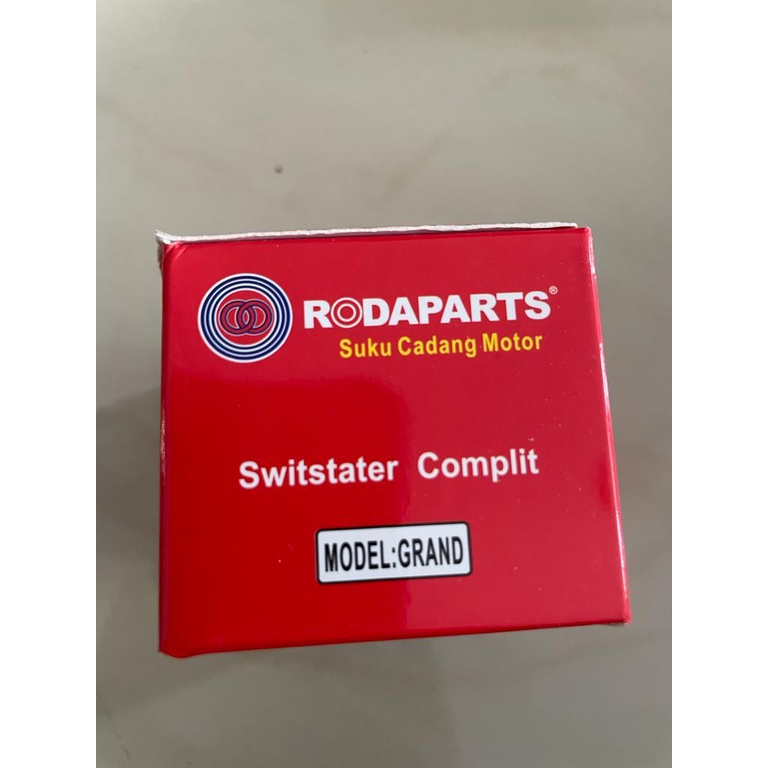 RODAPARTS®
Suku Cadang Motor
Switstater Complit
MODEL:GRAND